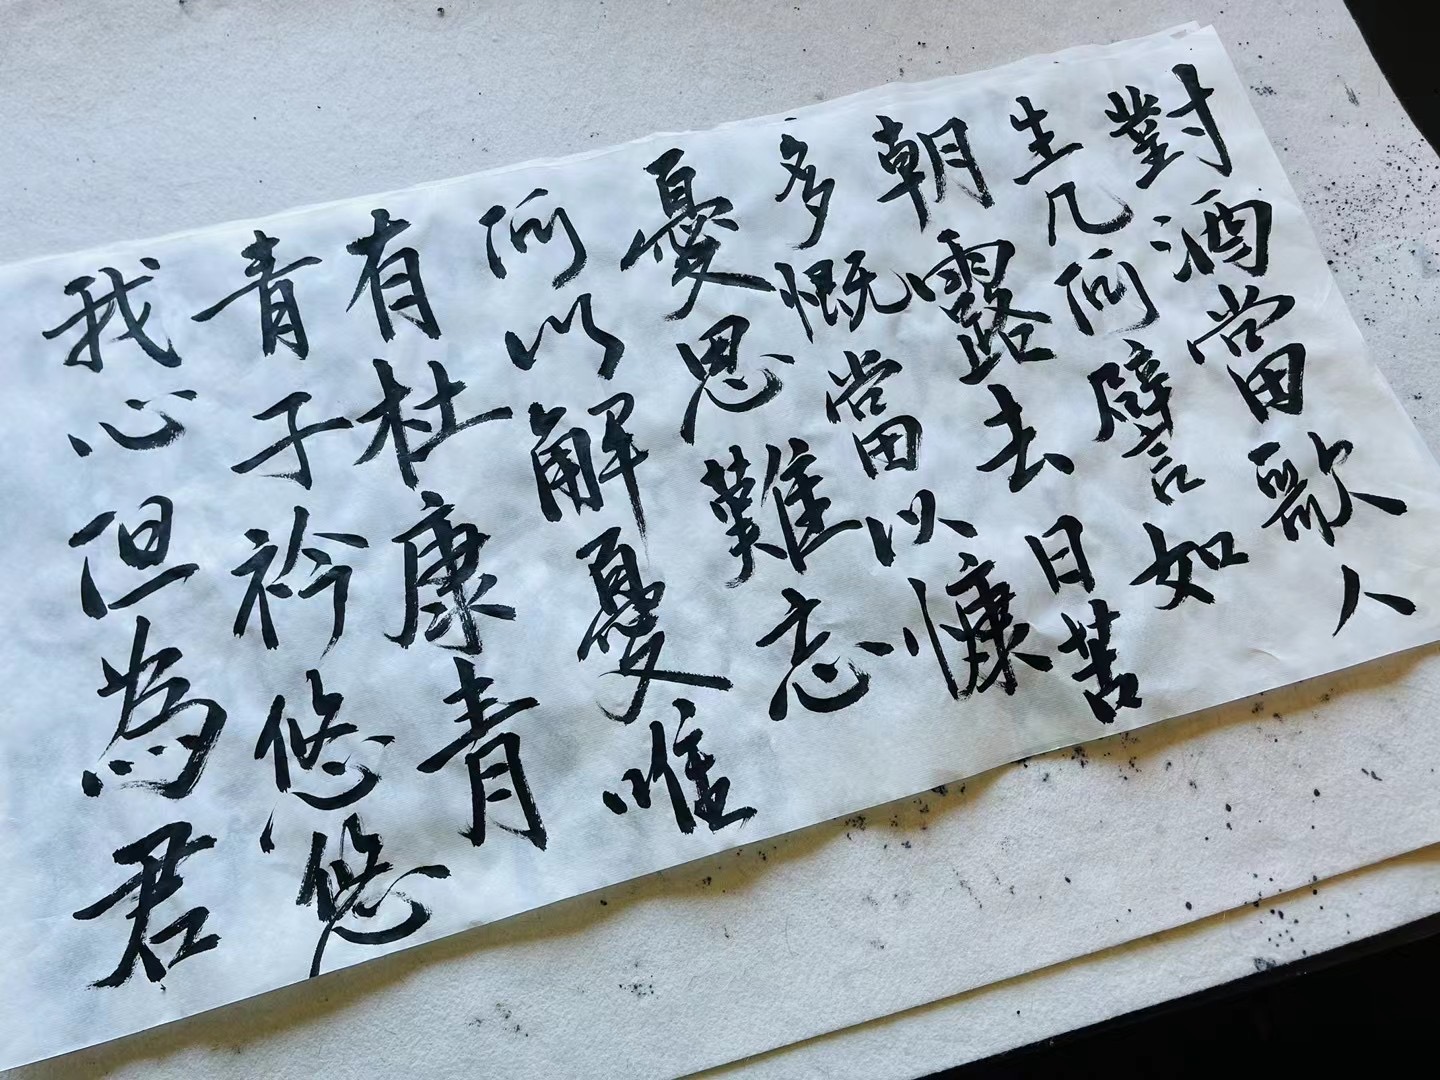 對酒當歌人
生几何譬如
朝露去日苦
多慨當以慷
憂思難忘
何以解憂唯
有杜康青
青子衿悠悠
我心但為君